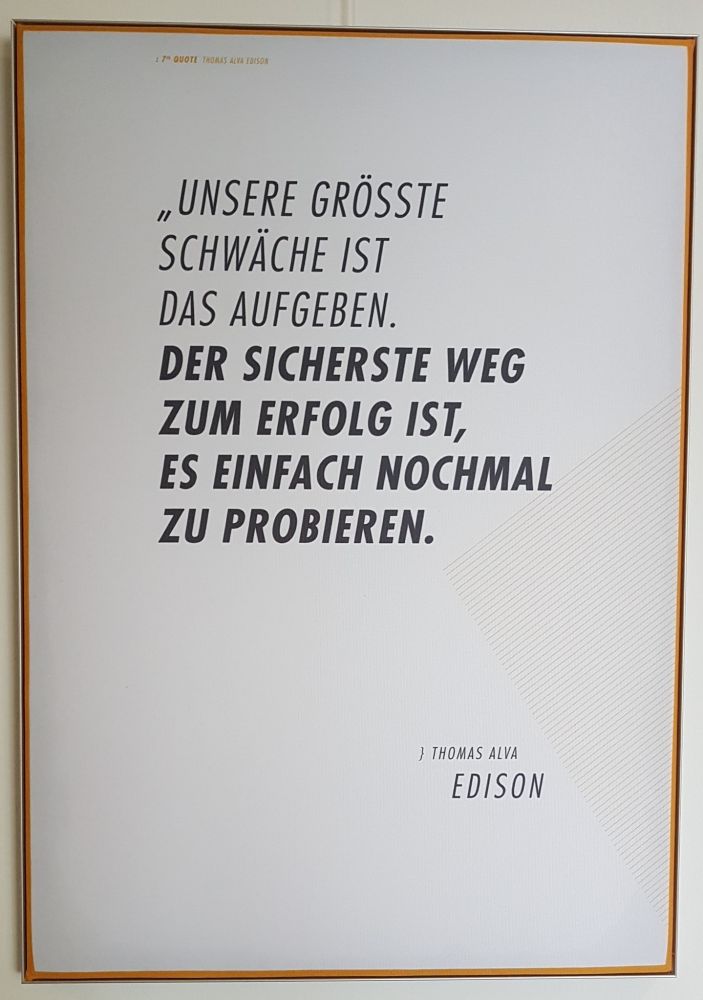 : 7TH QUOTE THOMAS ALVA EDISON
„UNSERE GRÖSSTE
SCHWÄCHE IST
DAS AUFGEBEN.
DER SICHERSTE WEG
ZUM ERFOLG IST,
ES EINFACH NOCHMAL
ZU PROBIEREN.
} THOMAS ALVA
EDISON